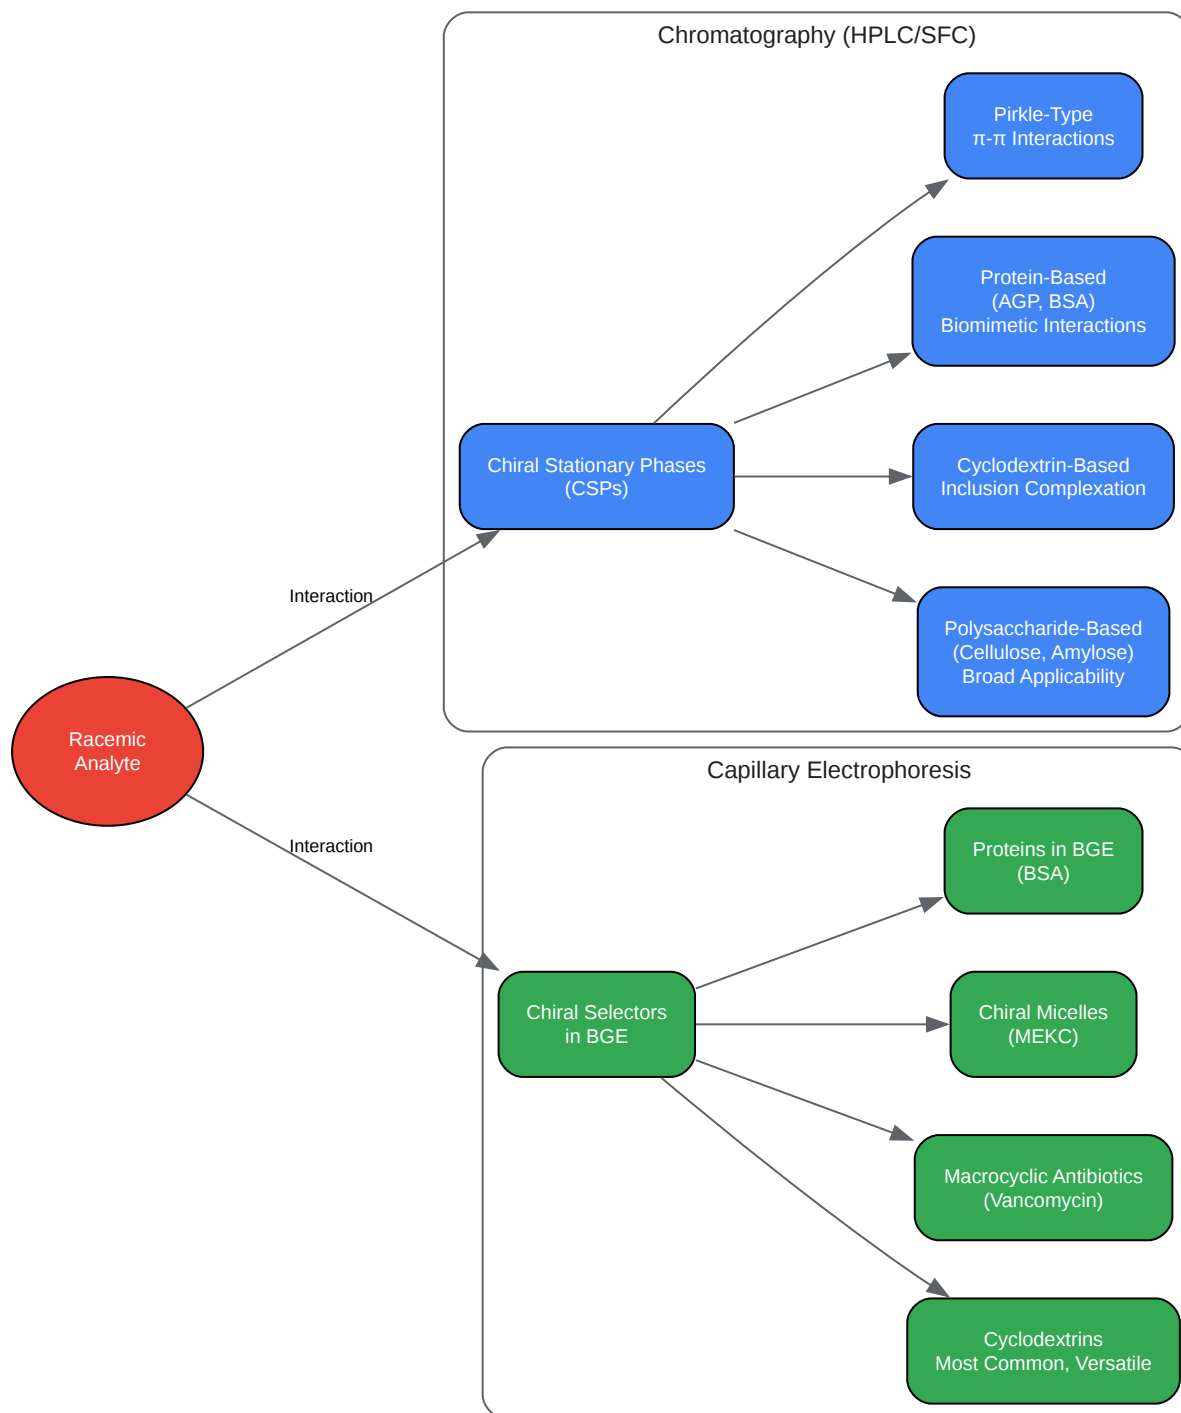 Chromatography (HPLC/SFC)
Pirkle-Type
π-π Interactions
Protein-Based
(AGP, BSA)
Biomimetic Interactions
Chiral Stationary Phases
(CSPs)
Cyclodextrin-Based
Inclusion Complexation
Interaction
Polysaccharide-Based
(Cellulose, Amylose)
Broad Applicability
Racemic
Analyte
Capillary Electrophoresis
Interaction
Proteins in BGE
(BSA)
Chiral Selectors
in BGE
Chiral Micelles
(MEKC)
Macrocyclic Antibiotics
(Vancomycin)
Cyclodextrins
Most Common, Versatile